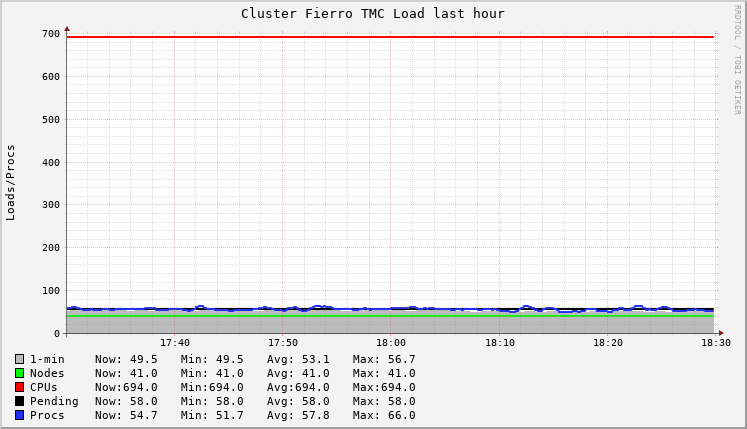 Cluster Fierro TMC Load last hour
RRDTOOL / TOBI OETIKER
Loads/Procs
700
600
500
400
300
200
100
0
17:40 17:50 18:00 18:10 18:20 18:30
1-min Now: 49.5 Min: 49.5 Avg: 53.1 Max: 56.7
Nodes Now: 41.0 Min: 41.0 Avg: 41.0 Max: 41.0
CPUs Now:694.0 Min:694.0 Avg:694.0 Max:694.0
Pending Now: 58.0 Min: 58.0 Avg: 58.0 Max: 58.0
Procs Now: 54.7 Min: 51.7 Avg: 57.8 Max: 66.0